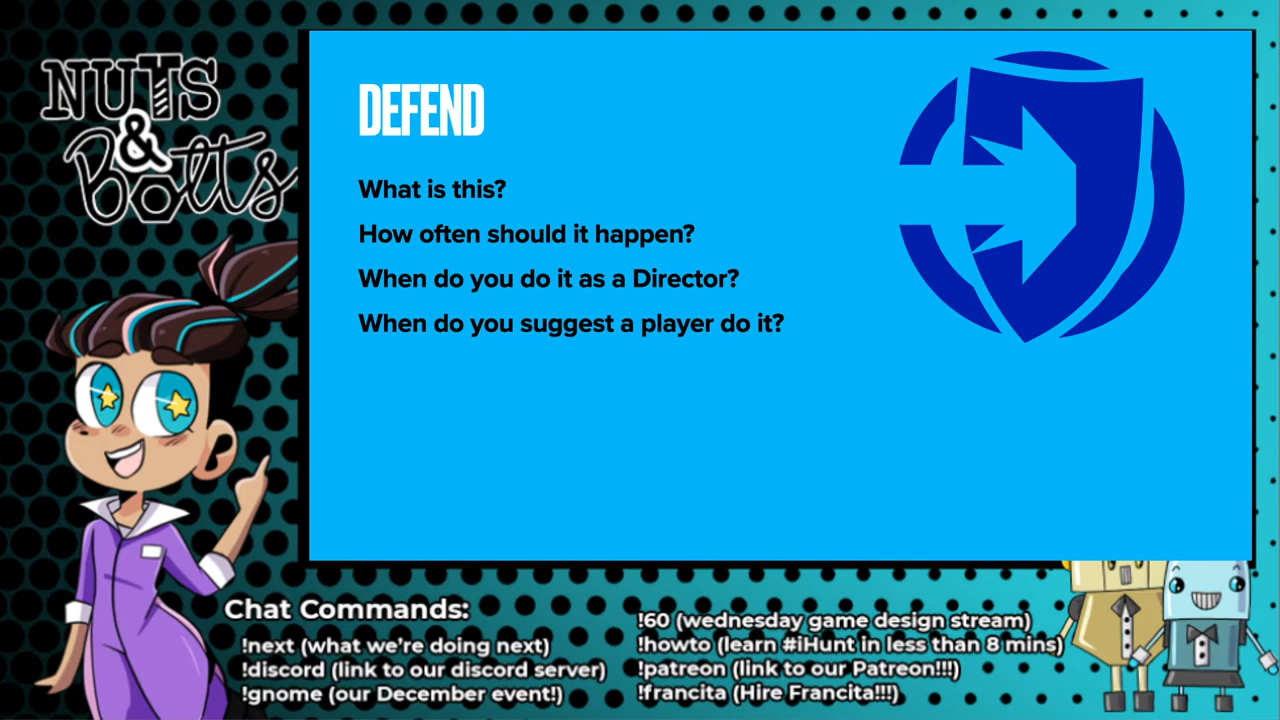 NUTS
&
Bolts
DEFEND
What is this?
How often should it happen?
When do you do it as a Director?
When do you suggest a player do it?
Chat Commands:
!next (what we're doing next)
!discord (link to our discord server)
!gnome (our December event!)
!60 (wednesday game design stream)
!howto (learn #iHunt in less than 8 mins)
!patreon (link to our Patreon!!!)
!francita (Hire Francita!!!)